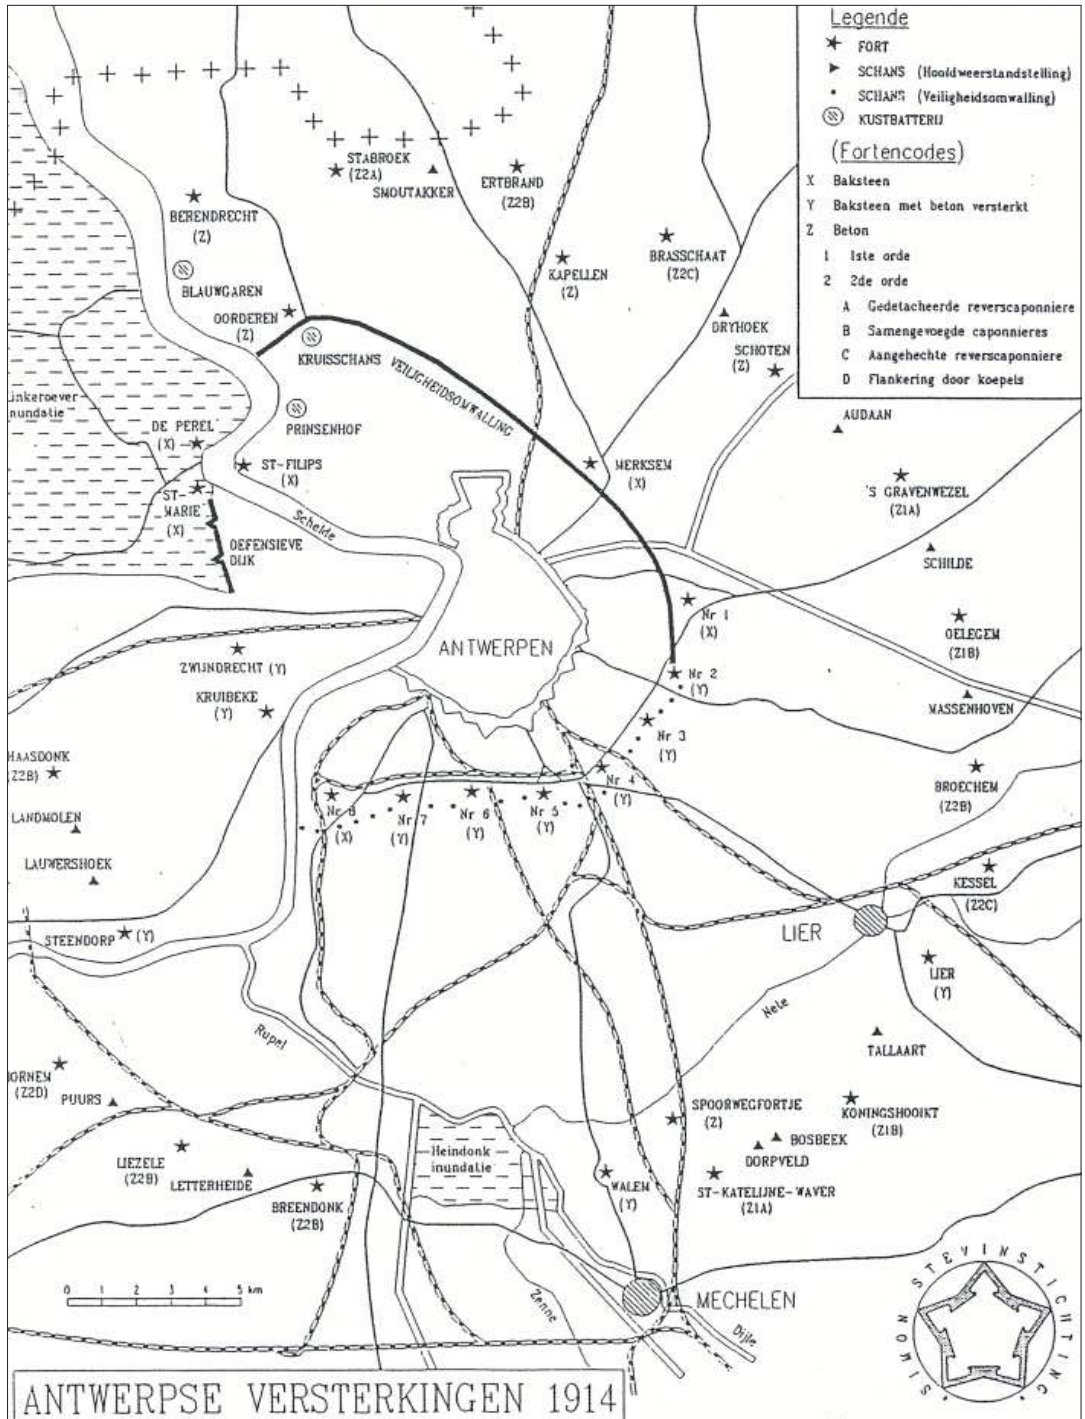 Legende
FORT
SCHANS (Hoofdweerstandstelling)
SCHANS (Veiligheidsomwalling)
KUSTBATTERIJ
(Fortencodes)
X Baksteen
Y Baksteen met beton versterkt
Z Beton
1 1ste orde
2 2de orde
A Gedetacheerde reverscaponniere
B Samengevoegde caponnieres
C Aangehechte reverscaponniere
D Flankering door koepels
STABROEK
(Z2A)
SMOUTAKKER
ERTBRAND
(Z2B)
BERENDRECHT
(Z)
BRASSCHAAT
(Z2C)
KAPELLEN
(Z)
BLAUWGAREN
OORDEREN
(Z)
DRYHOEK
KRUISSCHANS
SCHOTEN
(Z)
VEILIGHEIDSOMWALLING
inkeroever
nundatie
PRINSENHOF
AUDAAN
DE PEREL
(X)
ST-FILIPS
(X)
MERKSEM
(X)
'S GRAVENWEZEL
(Z1A)
ST-
MARIE
(X)
Schelde
DEFENSIEVE
DIJK
SCHILDE
Nr 1
(X)
OELEGEM
(Z1B)
ANTWERPEN
ZWIJNDRECHT (Y)
Nr 2
(Y)
KRUIBEKE
(Y)
MASSENHOVEN
Nr 3
(Y)
HAASDONK
(Z2B)
Nr 4
(Y)
BROECHEM
(Z2B)
LANDMOLEN
Nr 8
(X)
Nr 7
(Y)
Nr 6
(Y)
Nr 5
(Y)
LAUWERSHOEK
KESSEL
(Z2C)
STEENDORP (Y)
LIER
LIER
(Y)
Nete
Rupel
TALLAART
ORNEM
(Z2D)
PUURS
SPOORWEGFORTJE
(Z)
KONINGSHOOIKT
(Z1B)
BOSBEEK
DORPVELD
Heindonk
inundatie
LIEZELE
(Z2B)
LETTERHEIDE
BREENDONK
(Z2B)
WALEM
(Y)
ST-KATELIJNE-WAVER
(Z1A)
0 1 2 3 4 5 km
Zenne
MECHELEN
Dijle
SIMON STEVINSTICHTING
ANTWERPSE VERSTERKINGEN 1914